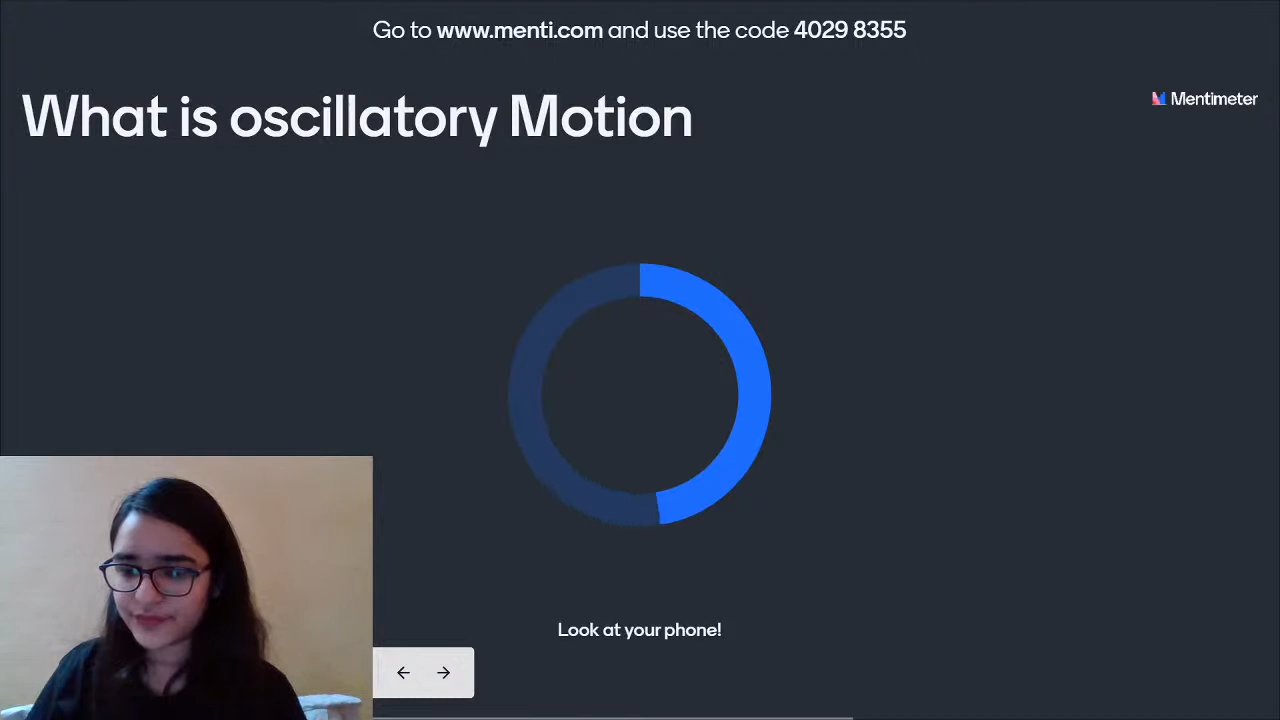 Go to www.menti.com and use the code 4029 8355
What is oscillatory Motion
Mentimeter
Look at your phone!